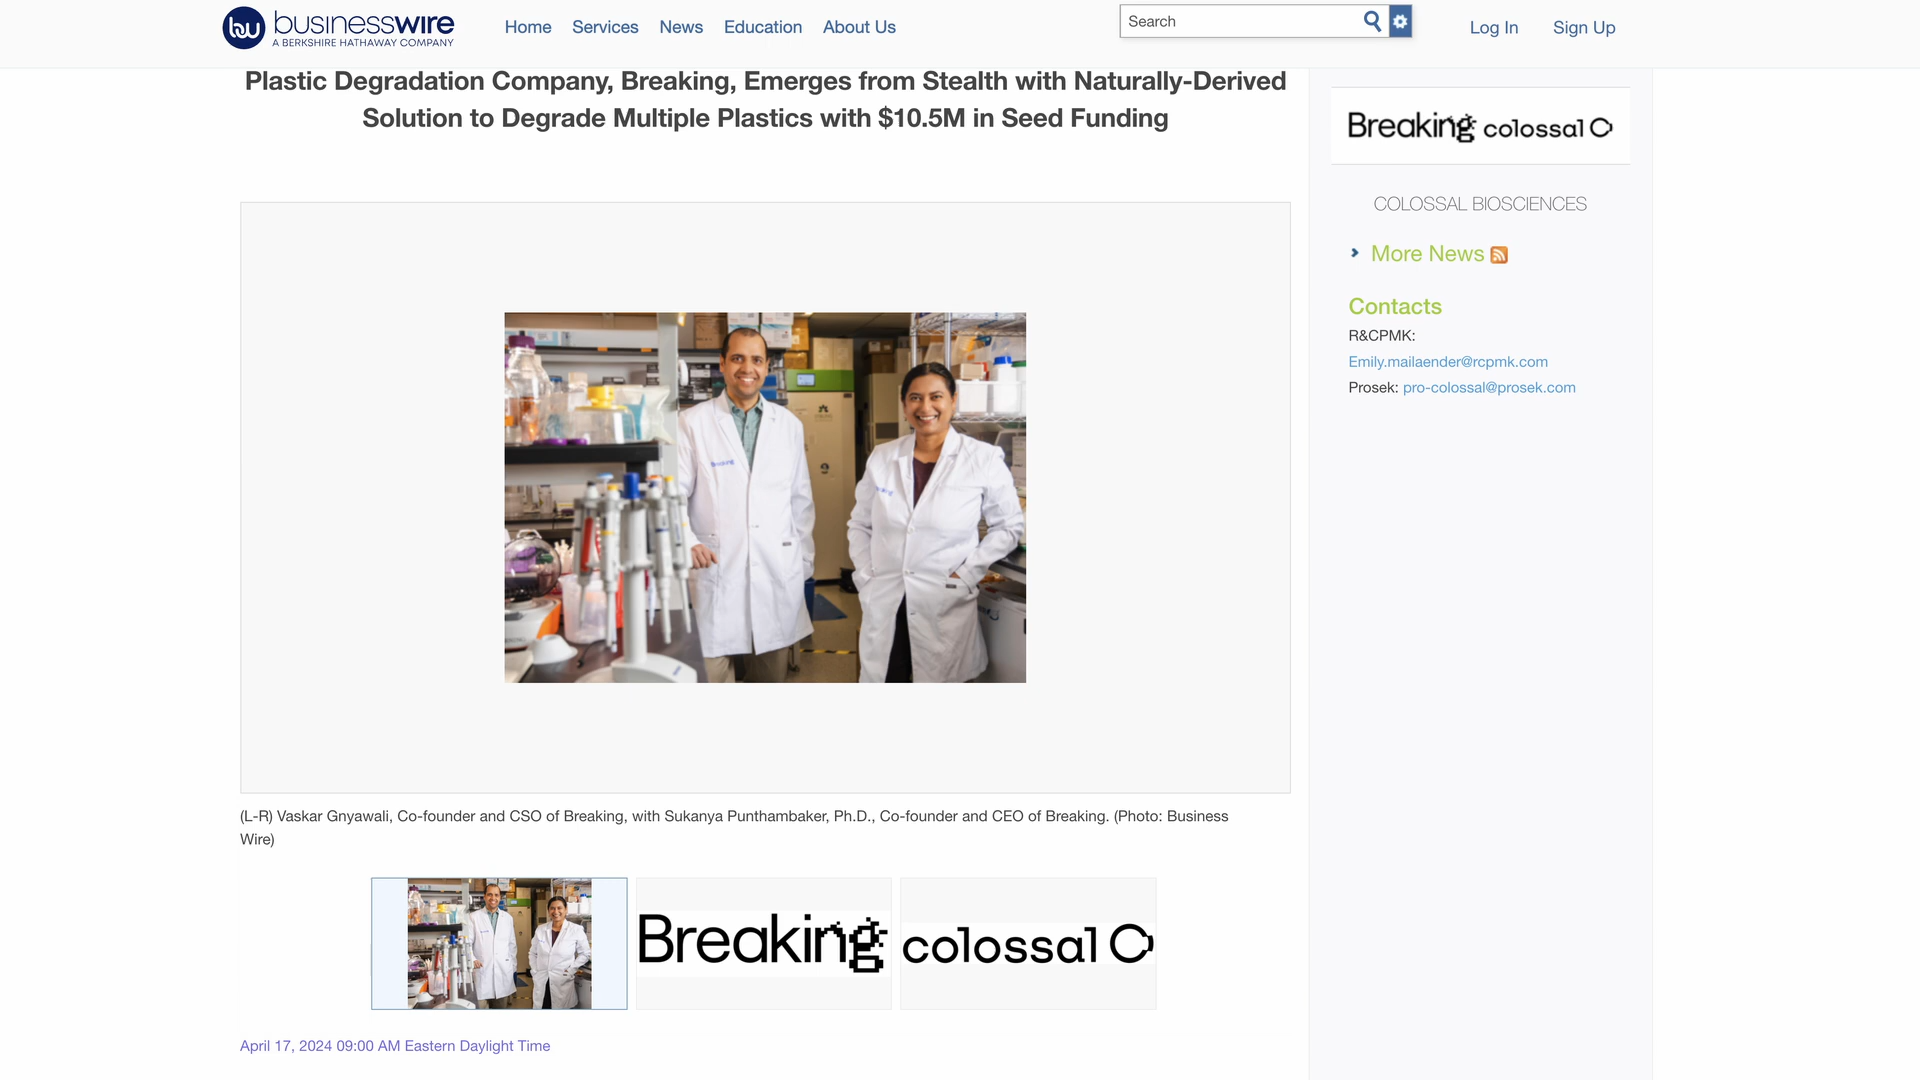 bw businesswire
A BERKSHIRE HATHAWAY COMPANY
Home Services News Education About Us
Search
Log In Sign Up
Plastic Degradation Company, Breaking, Emerges from Stealth with Naturally-Derived
Solution to Degrade Multiple Plastics with $10.5M in Seed Funding
Breaking colossal
COLOSSAL BIOSCIENCES
More News
Contacts
R&CPMK:
Emily.mailaender@rcpmk.com
Prosek: pro-colossal@prosek.com
Breaking
(L-R) Vaskar Gnyawali, Co-founder and CSO of Breaking, with Sukanya Punthambaker, Ph.D., Co-founder and CEO of Breaking. (Photo: Business
Wire)
Breaking
colossal
April 17, 2024 09:00 AM Eastern Daylight Time